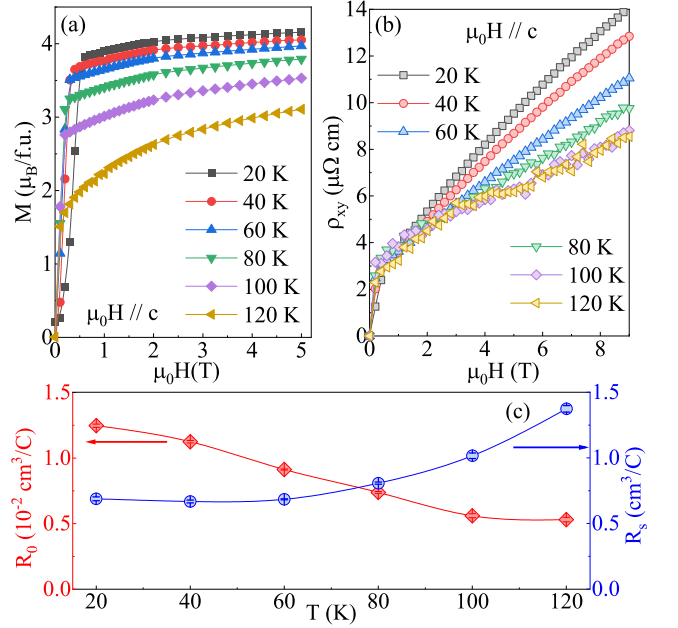 (a)
M (μB/f.u.)
4
3
2
1
0
20 K
40 K
60 K
80 K
100 K
120 K
μ0H // c
0 1 2 3 4 5
μ0H(T)
(b)
μ0H // c
ρxy (μΩ cm)
14
12
10
8
6
4
2
0
20 K
40 K
60 K
80 K
100 K
120 K
0 2 4 6 8
μ0H (T)
(c)
R0 (10-2 cm3/C)
1.5
1.0
0.5
0.0
Rs (cm3/C)
1.5
1.0
0.5
0.0
20 40 60 80 100 120
T (K)